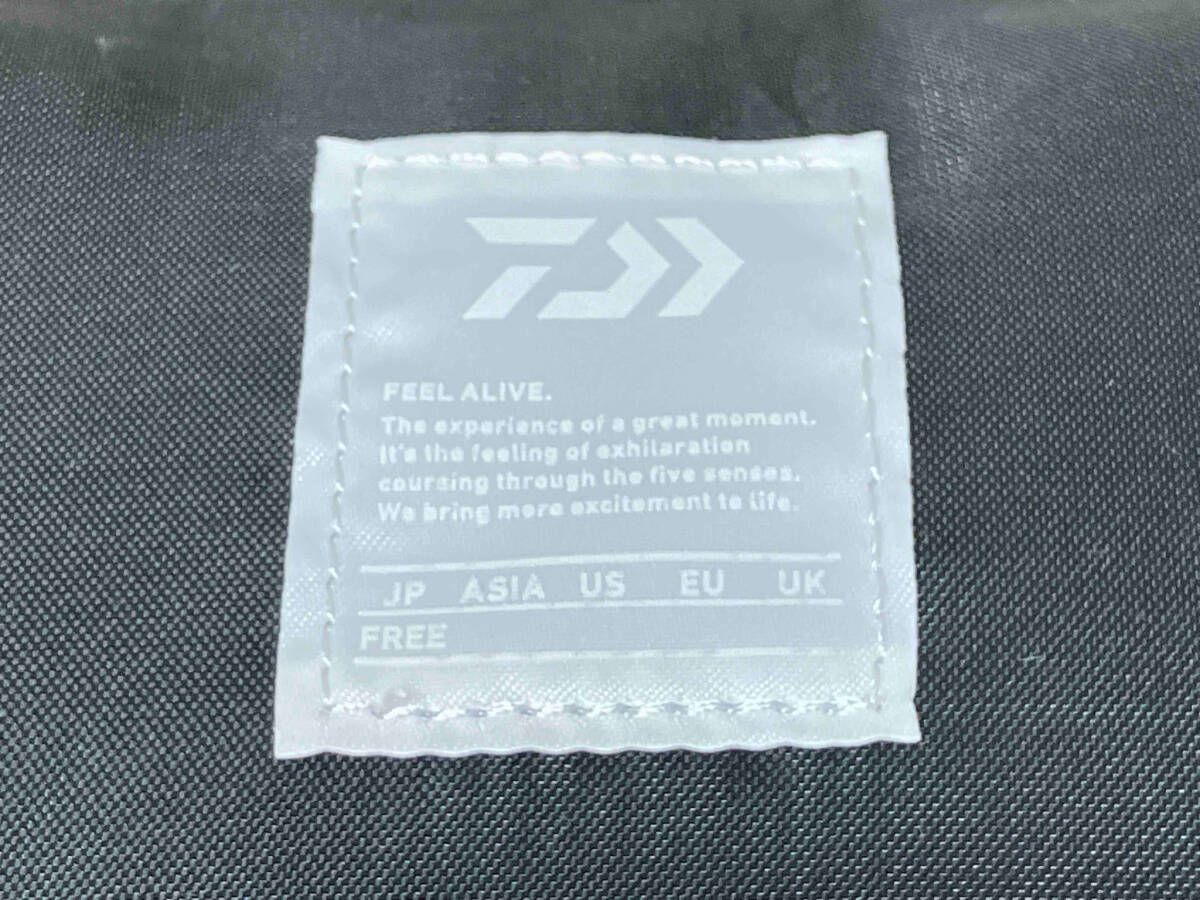 FEEL ALIVE.
The experience of a great moment.
It's the feeling of exhilaration
coursing through the five senses.
We bring more excitement to life.
JP ASIA US EU UK
FREE